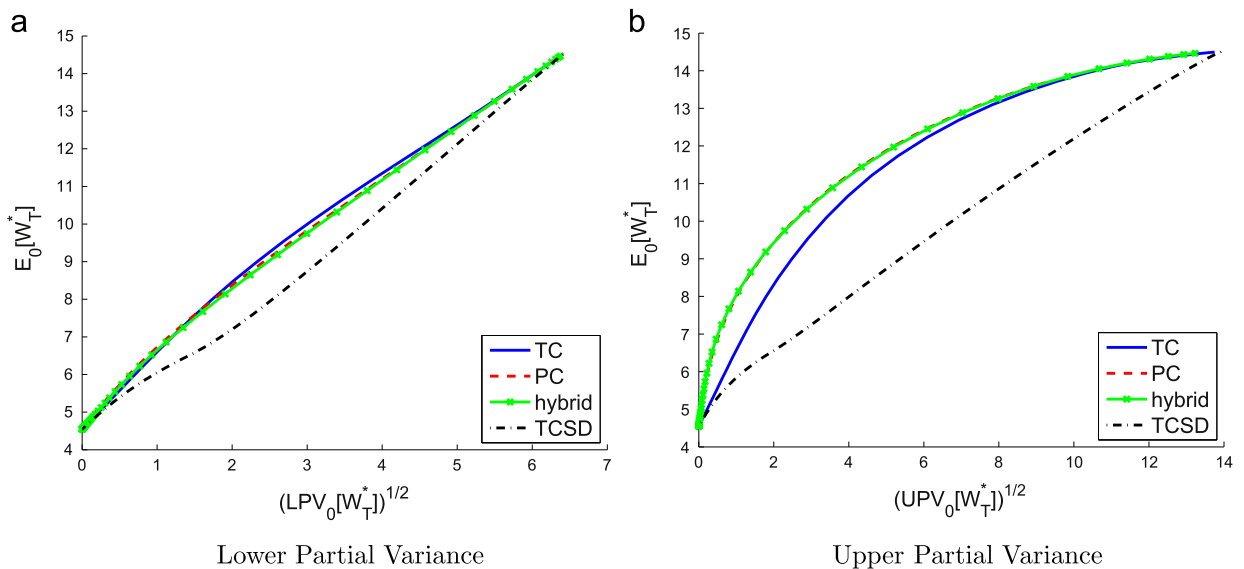 a
15
14
13
12
11
10
9
8
7
6
5
4
0 1 2 3 4 5 6 7
E0[W*T]
(LPV0[W*T])1/2
TC
PC
hybrid
TCSD
Lower Partial Variance
b
15
14
13
12
11
10
9
8
7
6
5
4
0 2 4 6 8 10 12 14
E0[W*T]
(UPV0[W*T])1/2
TC
PC
hybrid
TCSD
Upper Partial Variance